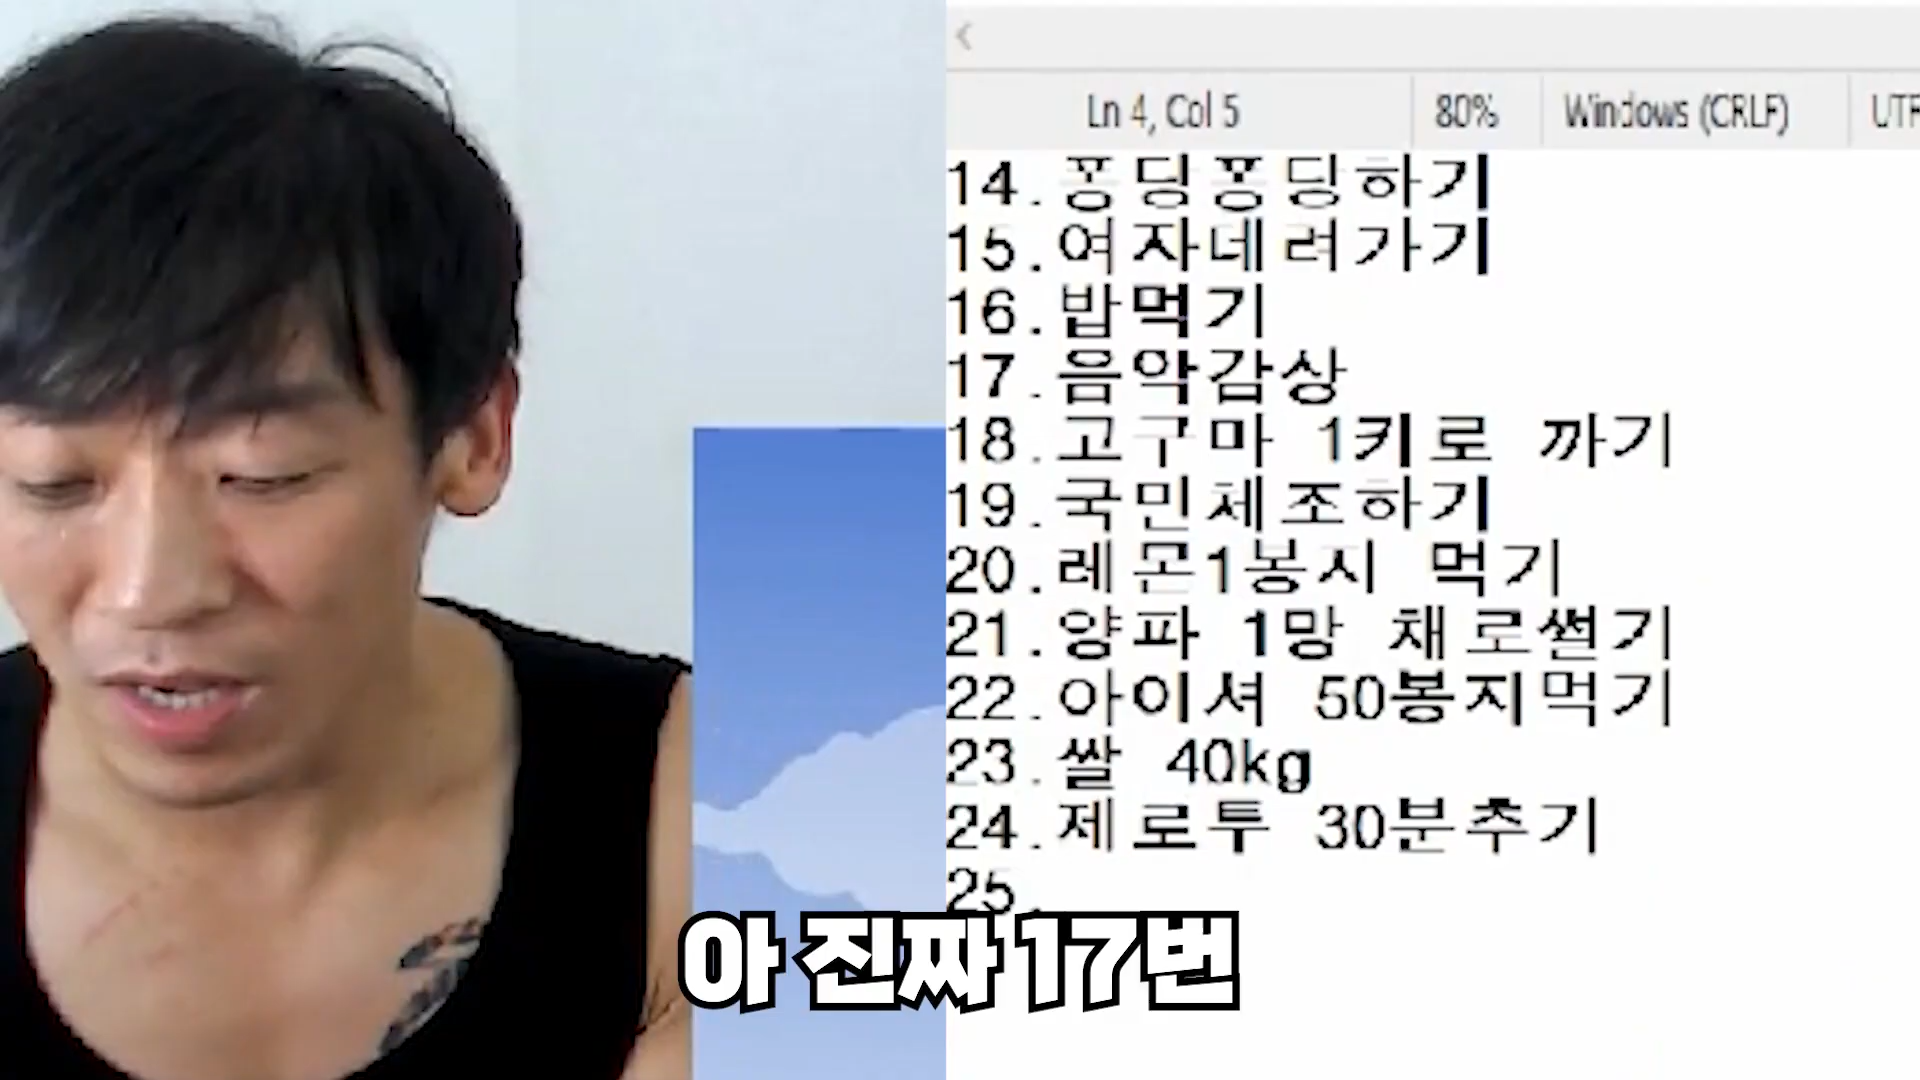 Ln 4, Col 5
80%
Windows (CRLF)
UTF
14.퐁딩퐁딩하기
15.여자네려가기
16.밥먹기
17.음악감상
18.고구마 1키로 까기
19.국민체조하기
20.레몬1봉지 먹기
21.양파 1망 채로썰기
22.아이셔 50봉지먹기
23.쌀 40kg
24.제로투 30분추기
25.
아 진짜 17번